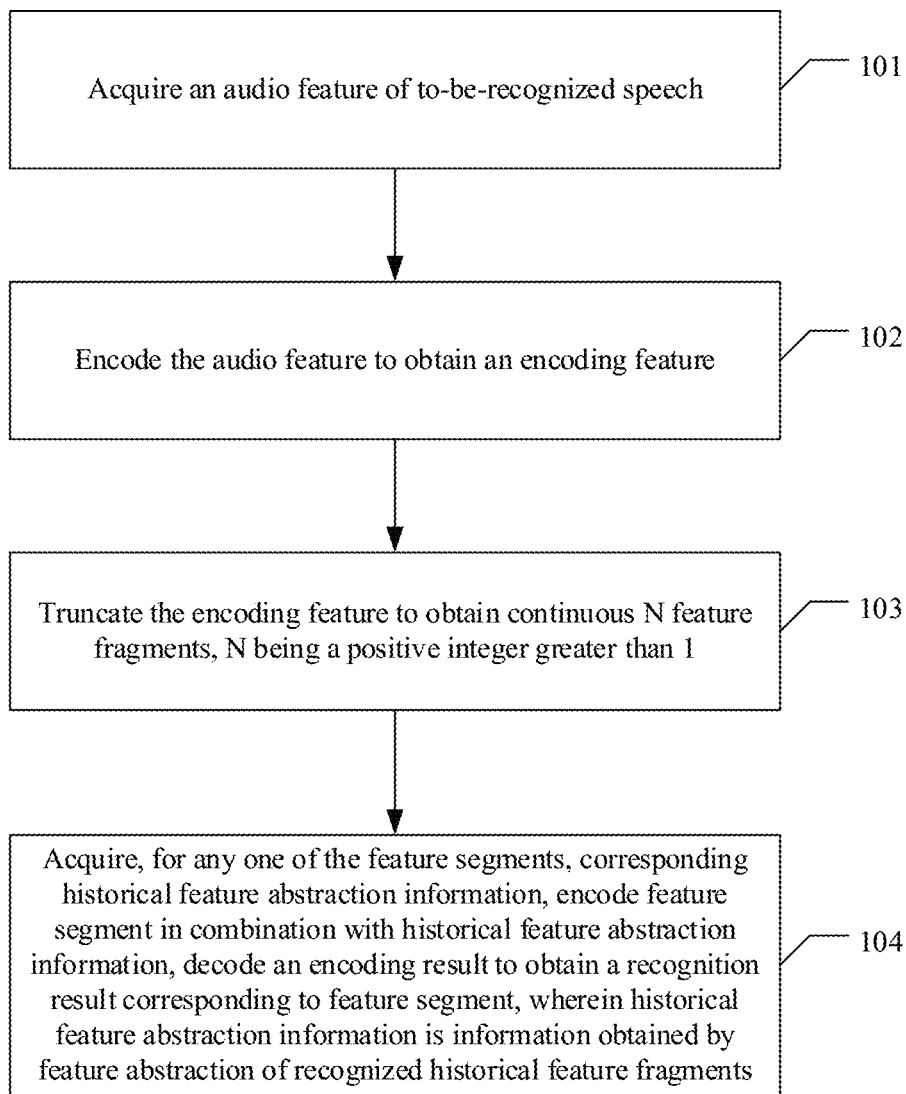 Acquire an audio feature of to-be-recognized speech
101
Encode the audio feature to obtain an encoding feature
102
Truncate the encoding feature to obtain continuous N feature
fragments, N being a positive integer greater than 1
103
Acquire, for any one of the feature segments, corresponding
historical feature abstraction information, encode feature
segment in combination with historical feature abstraction
information, decode an encoding result to obtain a recognition
result corresponding to feature segment, wherein historical
feature abstraction information is information obtained by
feature abstraction of recognized historical feature fragments
104